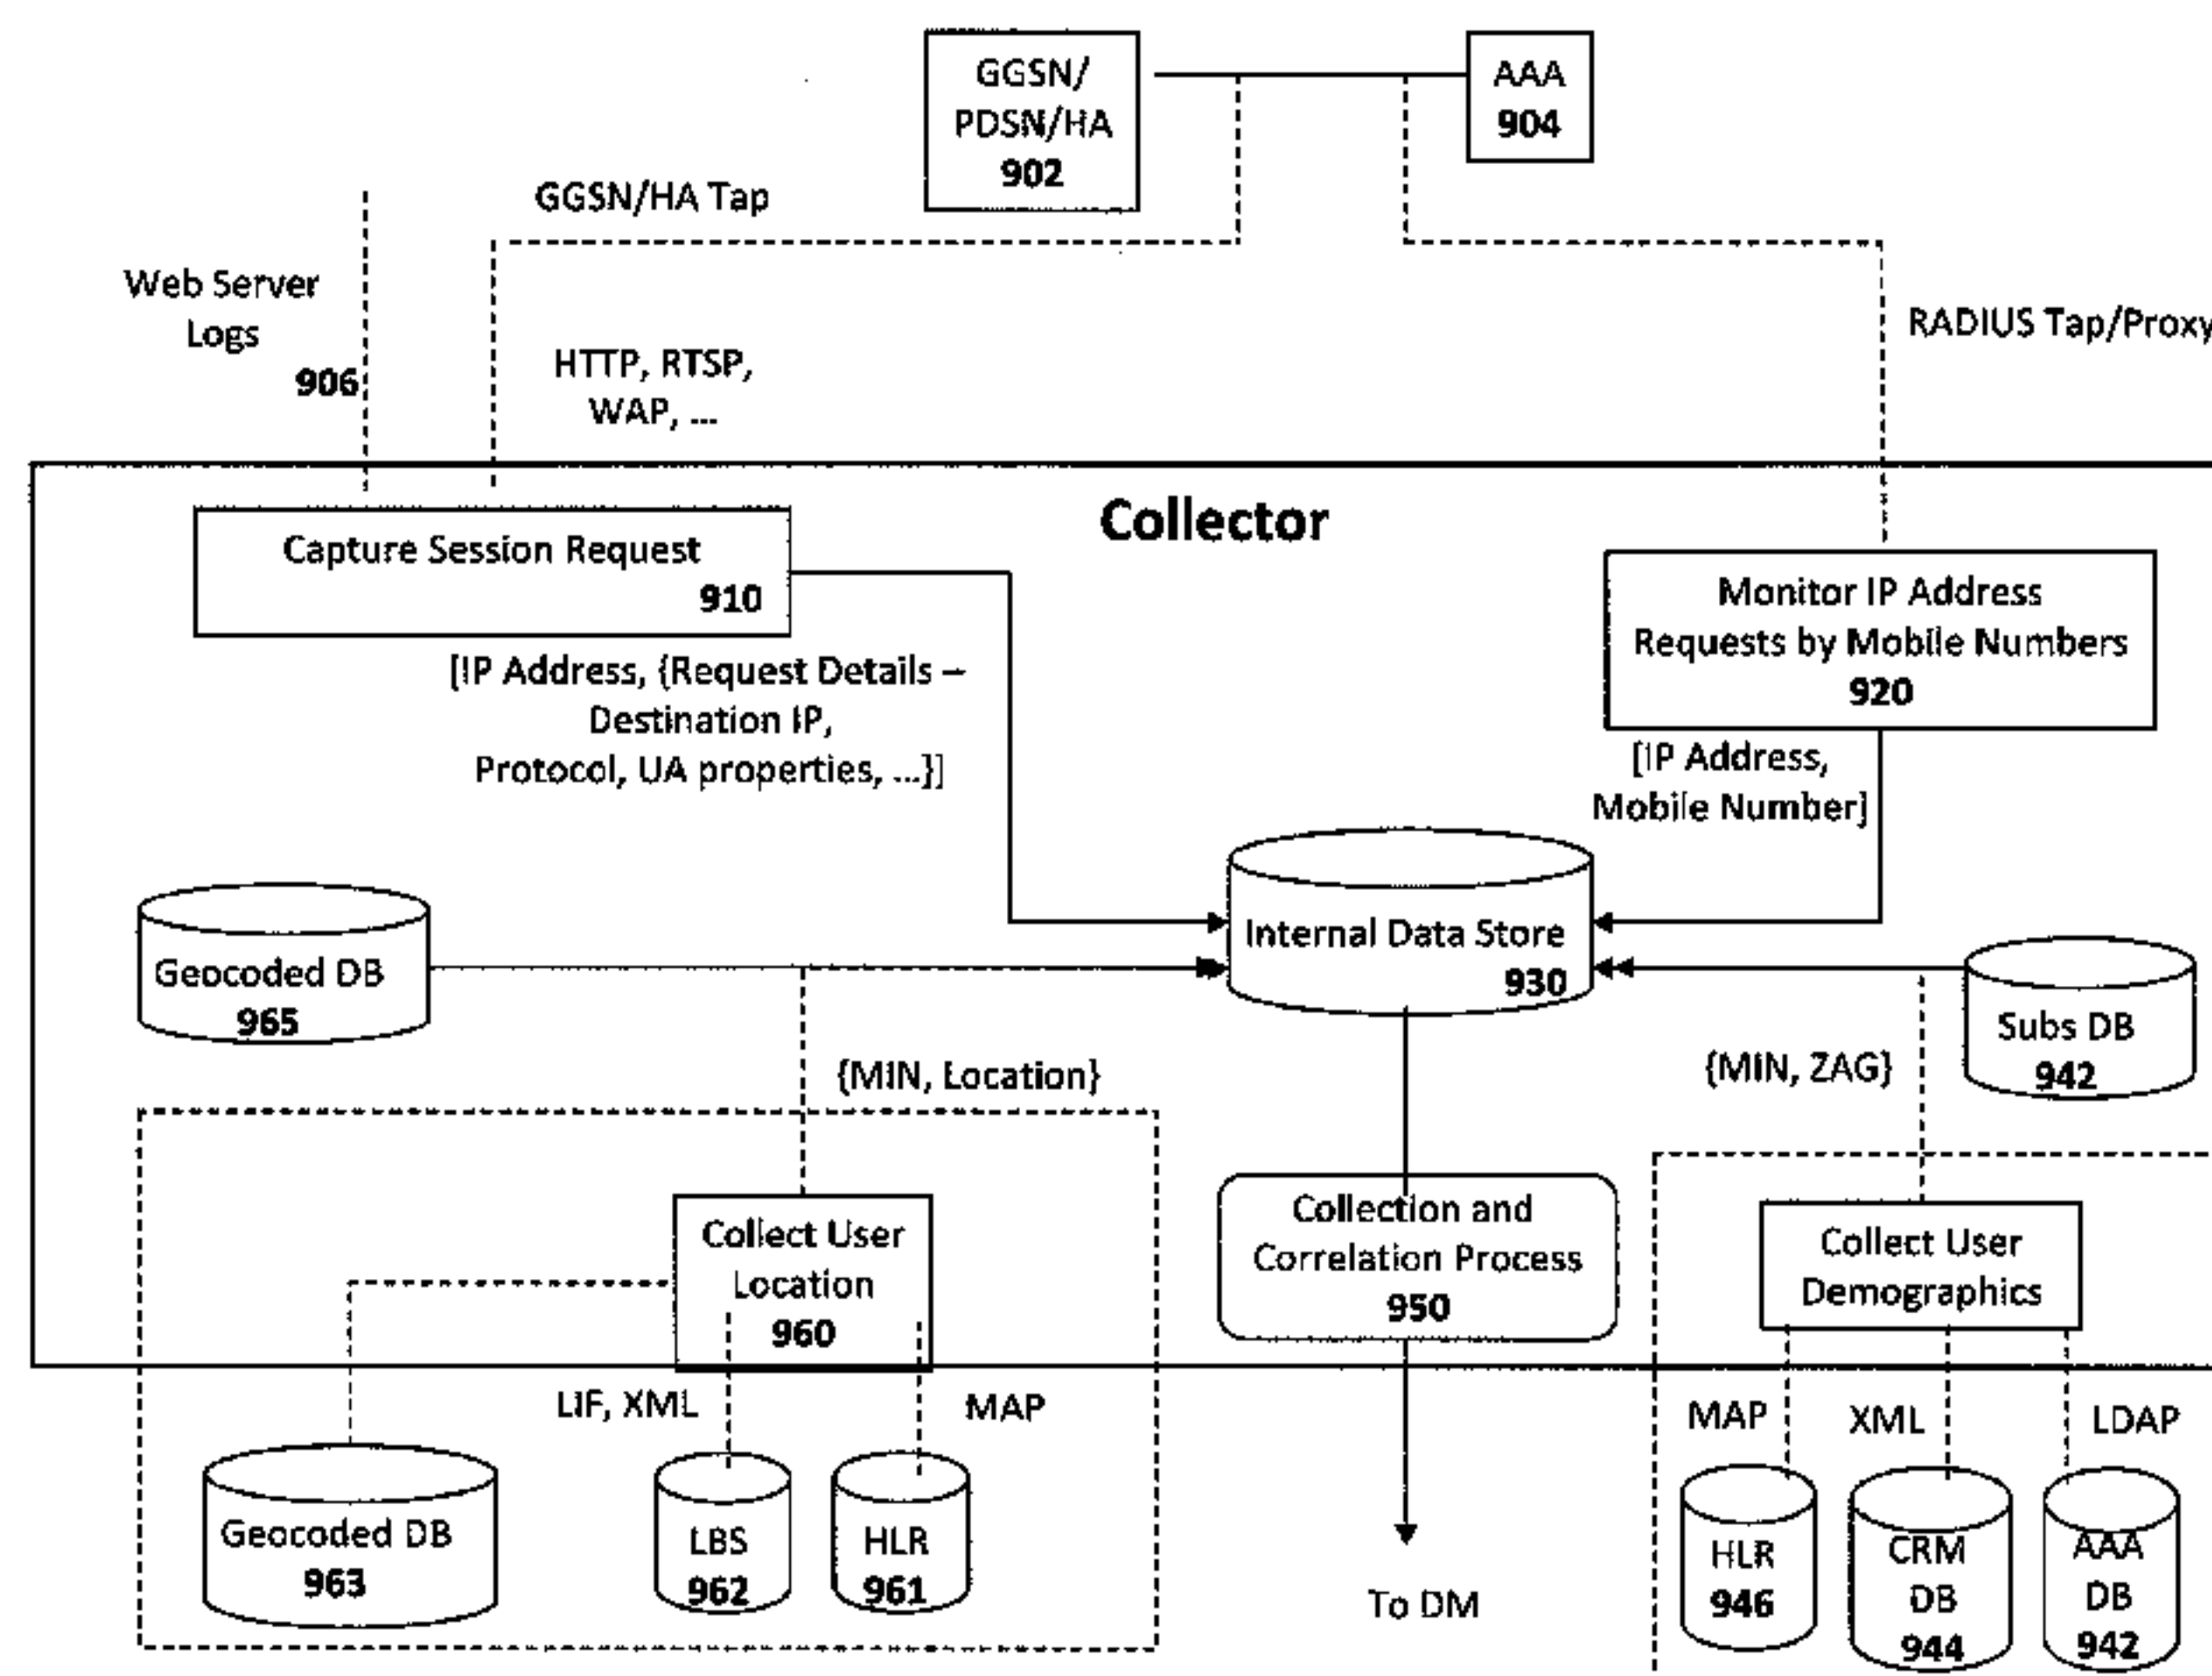 GGSN/
PDSN/HA
902
AAA
904
GGSN/HA Tap
Web Server
Logs
906
HTTP, RTSP,
WAP, ...
RADIUS Tap/Proxy
Collector
Capture Session Request
910
Monitor IP Address
Requests by Mobile Numbers
920
[IP Address, {Request Details –
Destination IP,
Protocol, UA properties, ...}]
[IP Address,
Mobile Number]
Internal Data Store
930
Geocoded DB
965
Subs DB
942
{MIN, Location}
{MIN, ZAG}
Collect User
Location
960
Collection and
Correlation Process
950
Collect User
Demographics
LIF, XML
MAP
MAP
XML
LDAP
Geocoded DB
963
LBS
962
HLR
961
To DM
HLR
946
CRM
DB
944
AAA
DB
942